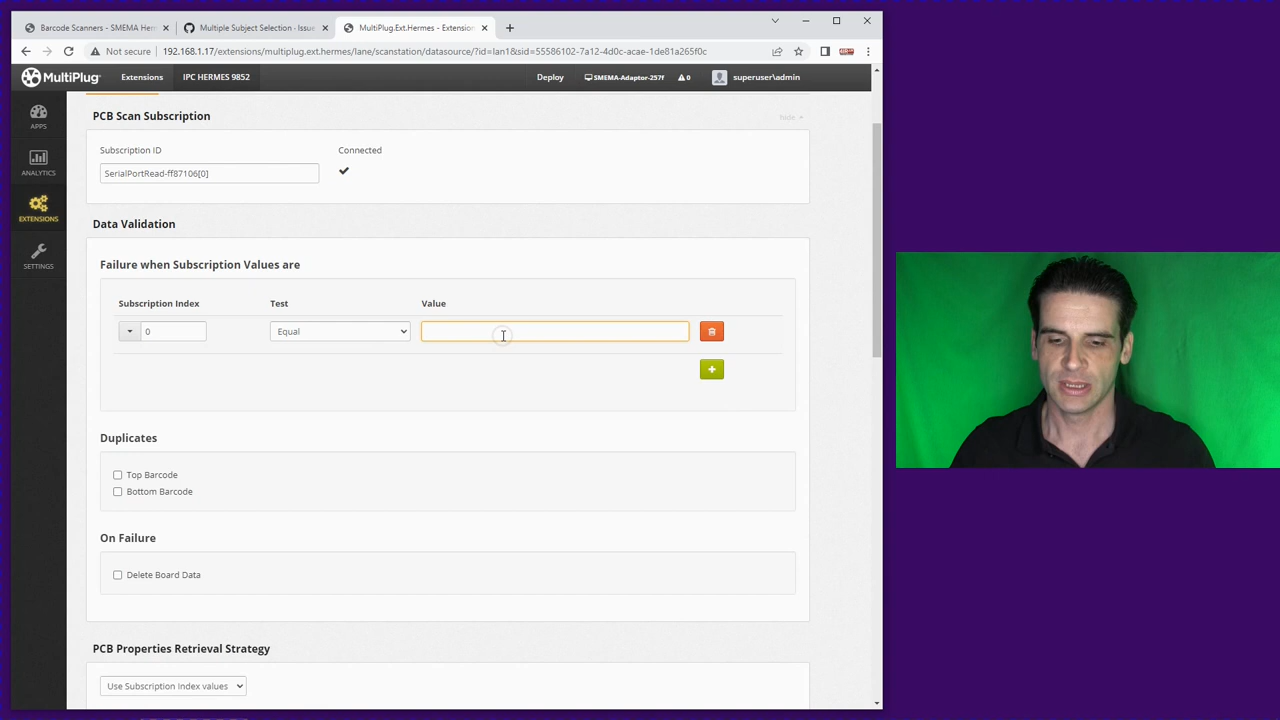 Barcode Scanners – SMEMA Her
Multiple Subject Selection · Issue
MultiPlug.Ext.Hermes - Extension
Not secure
192.168.1.17/extensions/multiplug.ext.hermes/lane/scanstation/datasource/?id=lan1&sid=55586102-7a12-4d0c-acae-1de81a265f0c
MultiPlug
Extensions
IPC HERMES 9852
Deploy
SMEMA-Adaptor-257f
0
superuser\admin
APPS
ANALYTICS
EXTENSIONS
SETTINGS
PCB Scan Subscription
hide
Subscription ID
Connected
SerialPortRead-ff87106[0]
Data Validation
Failure when Subscription Values are
Subscription Index
Test
Value
0
Equal
Duplicates
Top Barcode
Bottom Barcode
On Failure
Delete Board Data
PCB Properties Retrieval Strategy
Use Subscription Index values